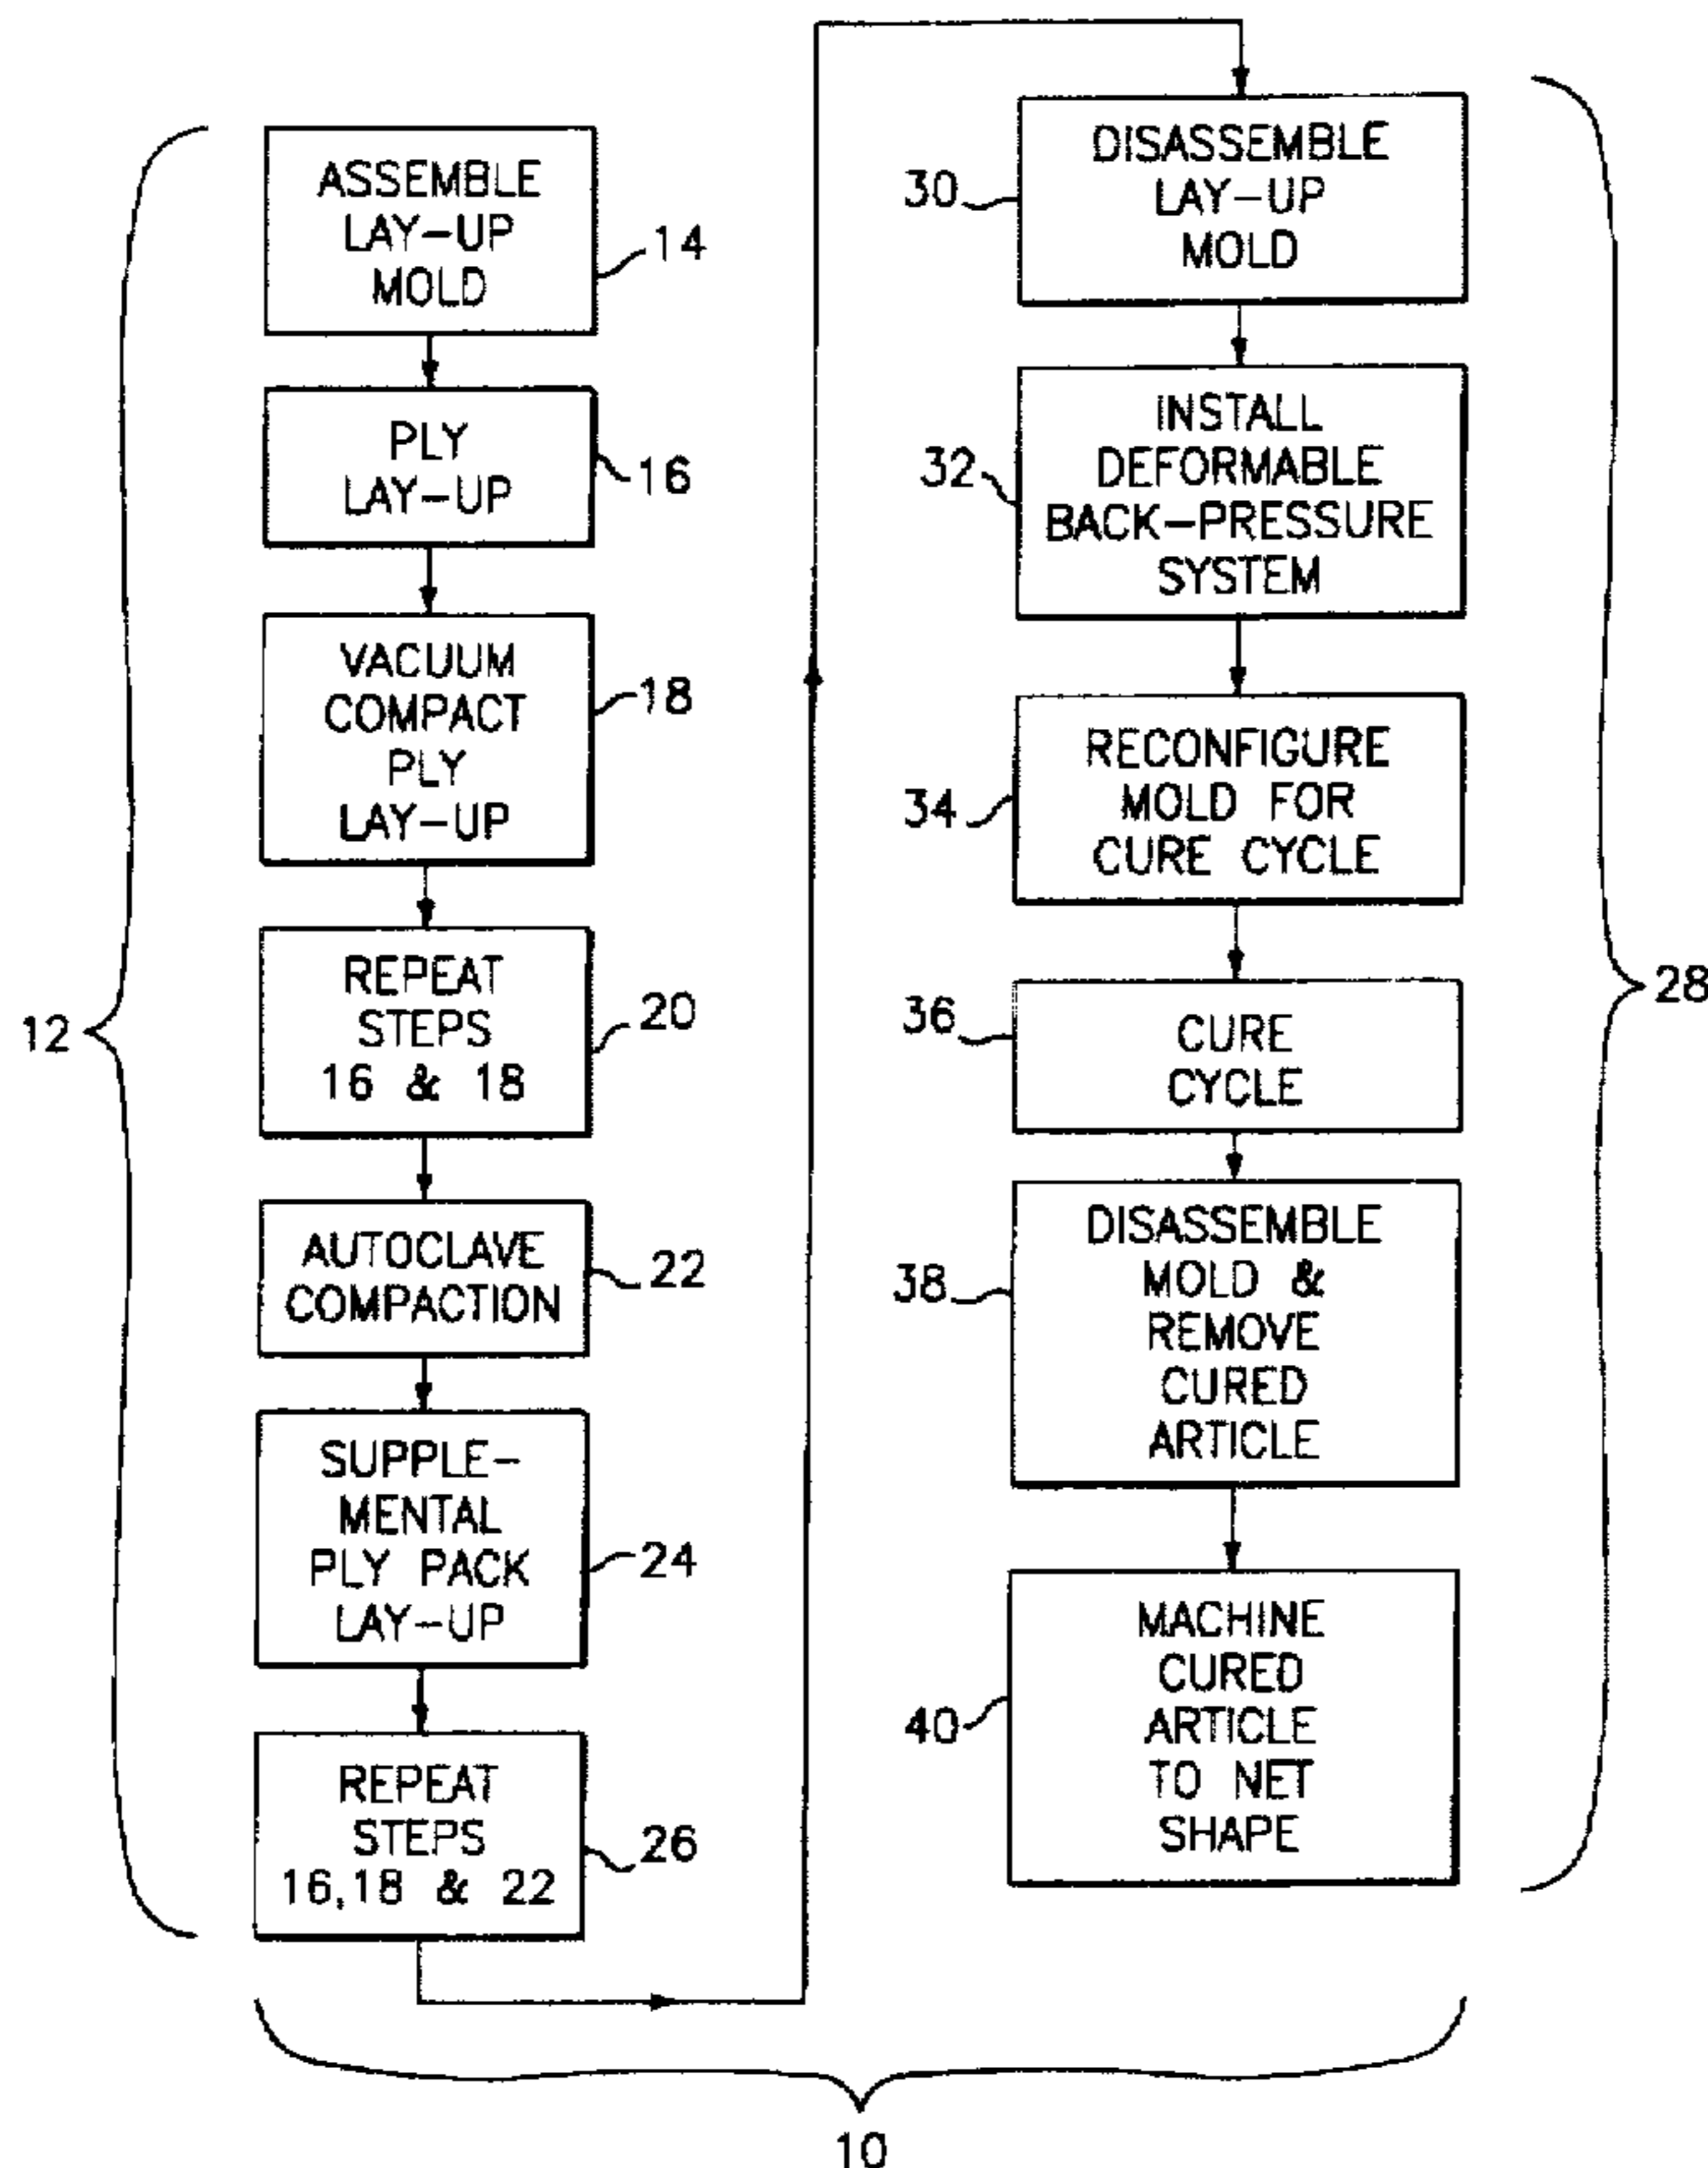 ASSEMBLE
LAY-UP
MOLD
14
PLY
LAY-UP
16
VACUUM
COMPACT
PLY
LAY-UP
18
REPEAT
STEPS
16 & 18
20
AUTOCLAVE
COMPACTION
22
SUPPLE-
MENTAL
PLY PACK
LAY-UP
24
REPEAT
STEPS
16,18 & 22
26
12
DISASSEMBLE
LAY-UP
MOLD
30
INSTALL
DEFORMABLE
BACK-PRESSURE
SYSTEM
32
RECONFIGURE
MOLD FOR
CURE CYCLE
34
CURE
CYCLE
36
DISASSEMBLE
MOLD &
REMOVE
CURED
ARTICLE
38
MACHINE
CURED
ARTICLE
TO NET
SHAPE
40
28
10